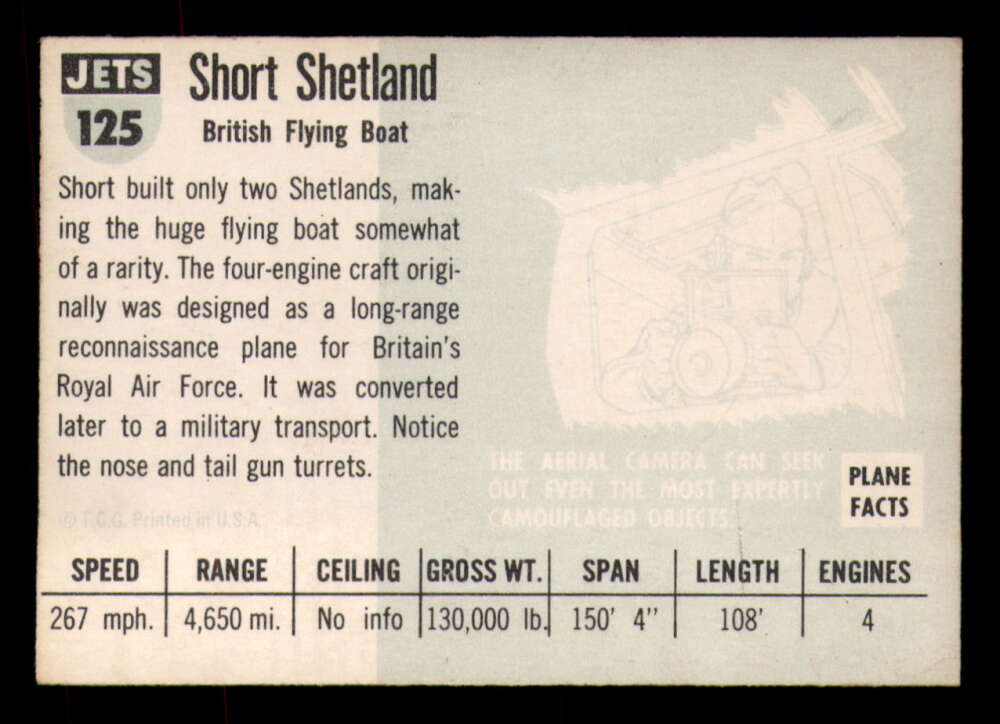 JETS
125
Short Shetland
British Flying Boat
Short built only two Shetlands, mak-
ing the huge flying boat somewhat
of a rarity. The four-engine craft origi-
nally was designed as a long-range
reconnaissance plane for Britain's
Royal Air Force. It was converted
later to a military transport. Notice
the nose and tail gun turrets.
© T.C.G. Printed in U.S.A.
THE AERIAL CAMERA CAN SEEK
OUT EVEN THE MOST EXPERTLY
CAMOUFLAGED OBJECTS.
PLANE
FACTS
SPEED RANGE CEILING GROSS WT. SPAN LENGTH ENGINES
267 mph. 4,650 mi. No info 130,000 lb. 150' 4" 108' 4